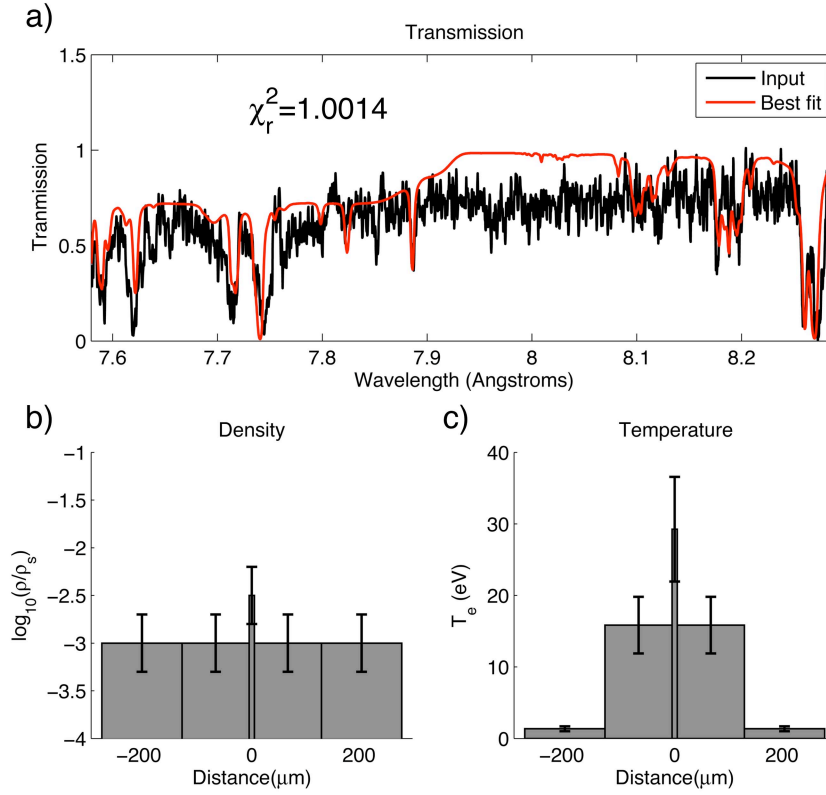 a)
Transmission
Input
Best fit
χ_r^2=1.0014
Tranmission
1.5
1
0.5
0
7.6 7.7 7.8 7.9 8 8.1 8.2
Wavelength (Angstroms)
b)
Density
log10(ρ/ρs)
−1
−1.5
−2
−2.5
−3
−3.5
−4
−200 0 200
Distance(μm)
c)
Temperature
T_e (eV)
40
30
20
10
0
−200 0 200
Distance(μm)